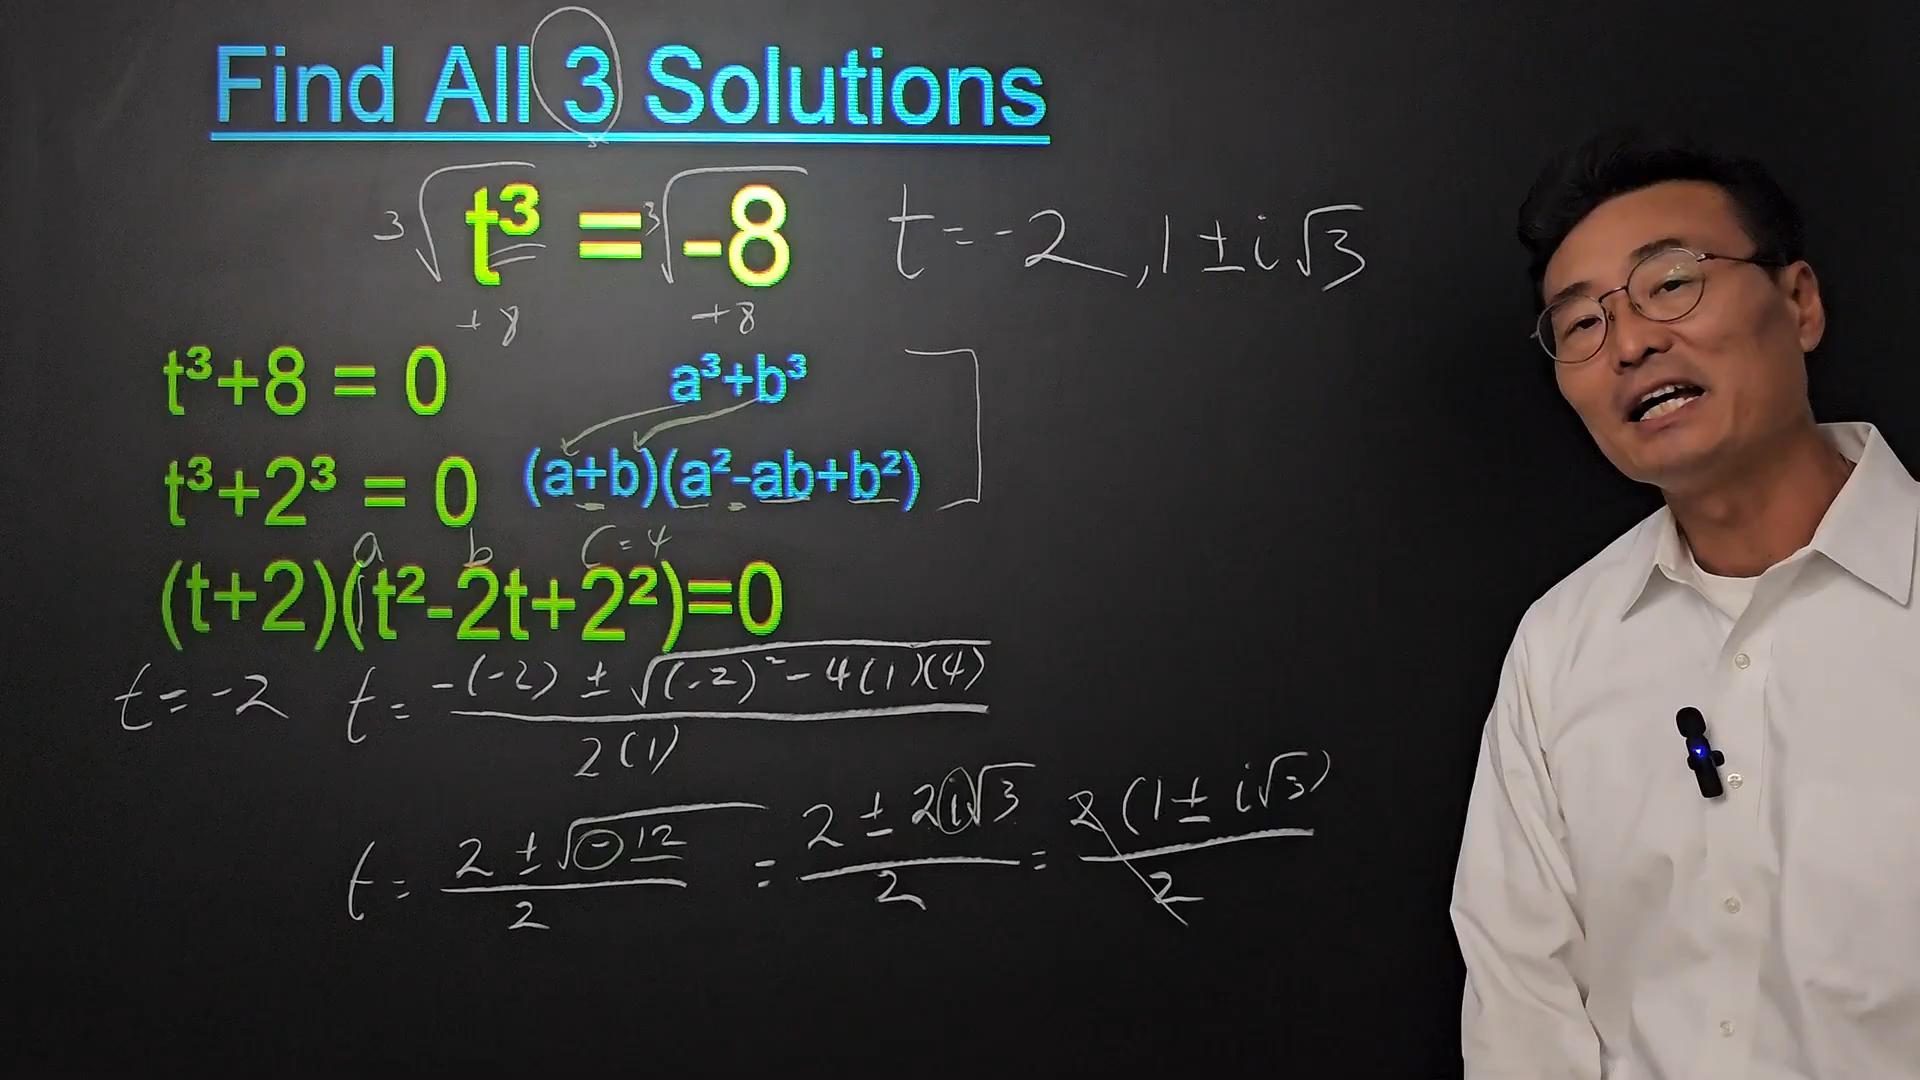 Find All 3 Solutions
∛t³ = ∛-8
t = -2, 1 ± i√3
+8 +8
t³+8 = 0
a³+b³
t³+2³ = 0
(a+b)(a²-ab+b²)
a b c = 4
(t+2)(t²-2t+2²)=0
t = -2
t = (-(-2) ± √((-2)² - 4(1)(4))) / 2(1)
t = (2 ± √-12) / 2 = (2 ± 2i√3) / 2 = 2(1 ± i√3) / 2